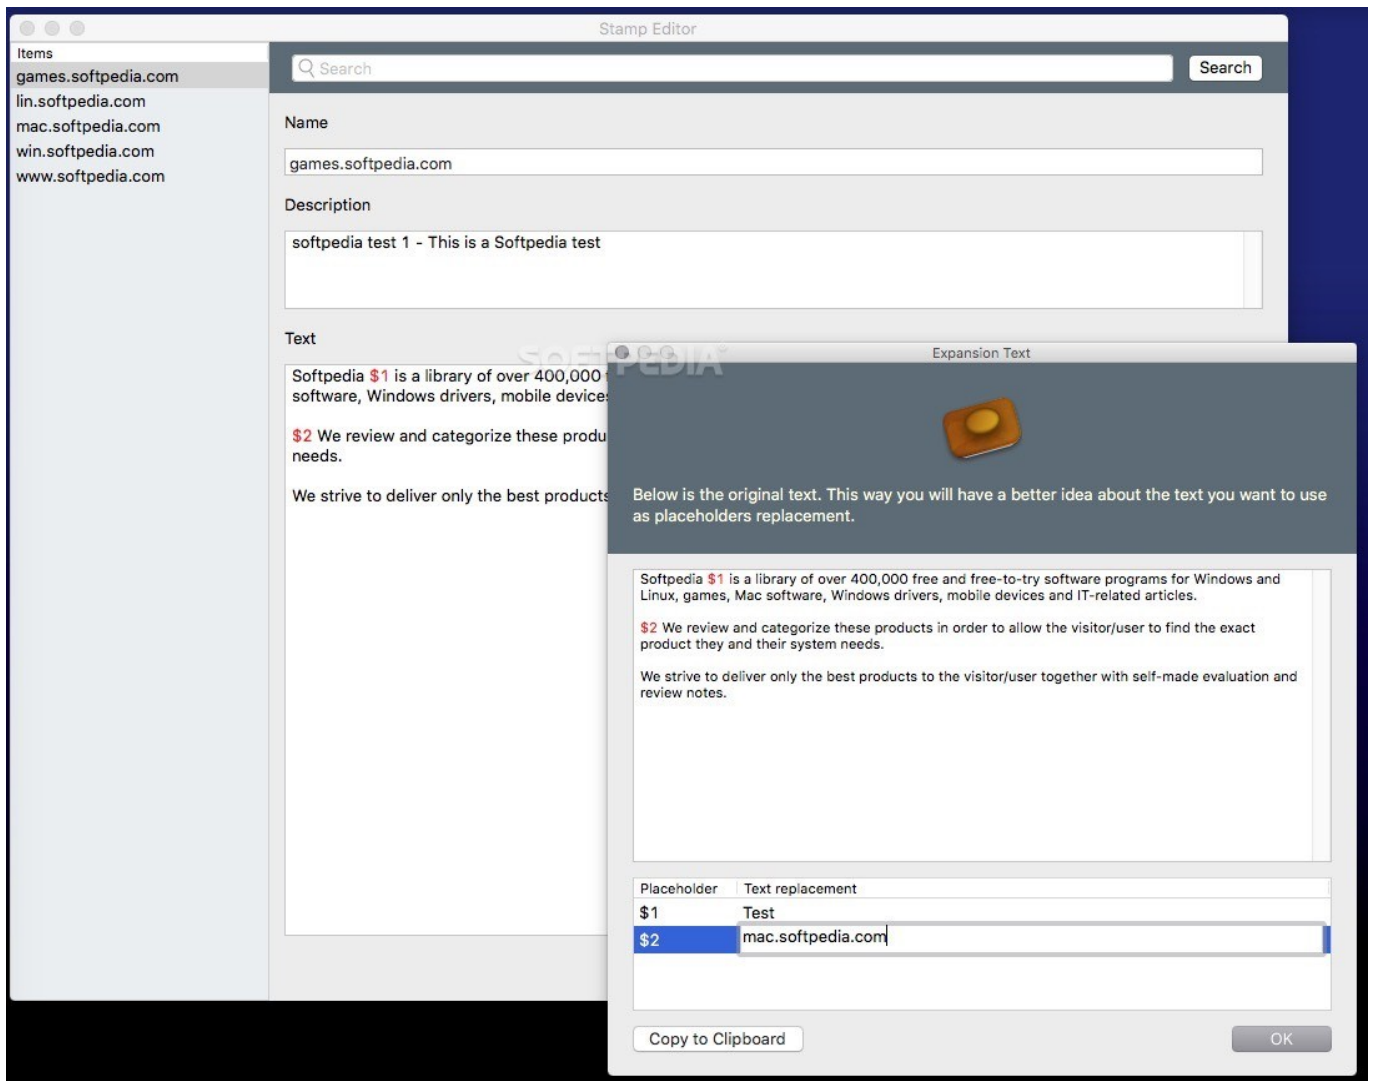 Stamp Editor
Items
games.softpedia.com
lin.softpedia.com
mac.softpedia.com
win.softpedia.com
www.softpedia.com
Search
Search
Name
games.softpedia.com
Description
softpedia test 1 - This is a Softpedia test
Text
Softpedia $1 is a library of over 400,000
software, Windows drivers, mobile devices
$2 We review and categorize these produ
needs.
We strive to deliver only the best products
SOFTPEDIA
Expansion Text
Below is the original text. This way you will have a better idea about the text you want to use
as placeholders replacement.
Softpedia $1 is a library of over 400,000 free and free-to-try software programs for Windows and
Linux, games, Mac software, Windows drivers, mobile devices and IT-related articles.
$2 We review and categorize these products in order to allow the visitor/user to find the exact
product they and their system needs.
We strive to deliver only the best products to the visitor/user together with self-made evaluation and
review notes.
Placeholder Text replacement
$1 Test
$2 mac.softpedia.com
Copy to Clipboard OK